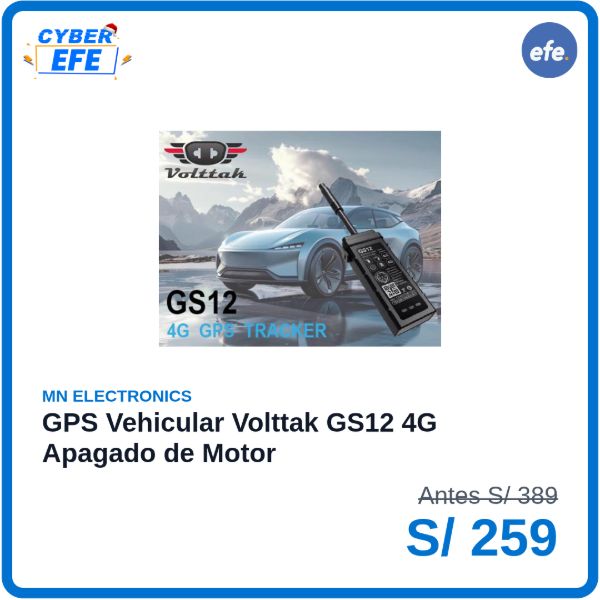 CYBER
EFE
efe.
Volttak
GS12
GS12
4G GPS TRACKER
MN ELECTRONICS
GPS Vehicular Volttak GS12 4G
Apagado de Motor
Antes S/ 389
S/ 259